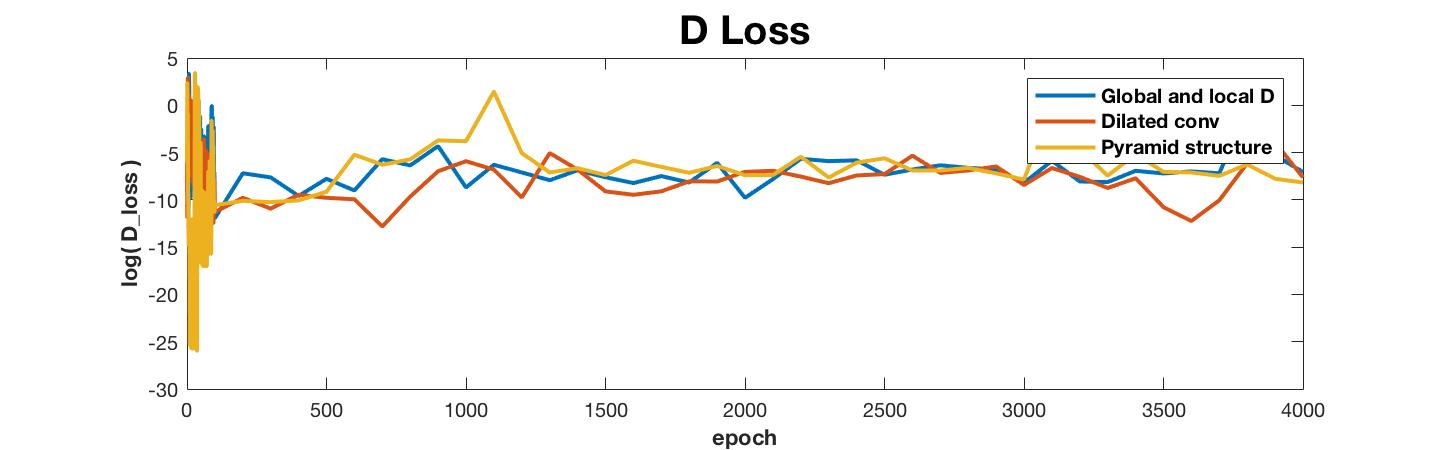 D Loss
5
0
-5
-10
-15
-20
-25
-30
log( D_loss )
Global and local D
Dilated conv
Pyramid structure
0 500 1000 1500 2000 2500 3000 3500 4000
epoch